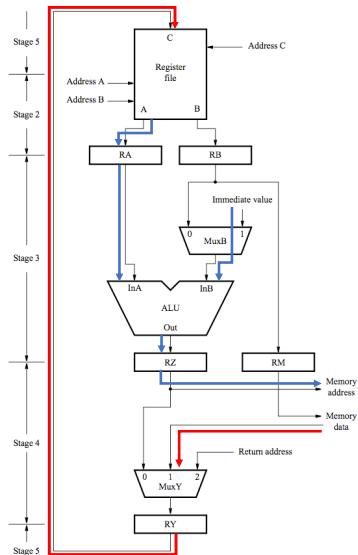 Stage 5
C
Address C
Register
file
Address A
Address B
Stage 2
A
B
RA
RB
Immediate value
0
1
MuxB
Stage 3
InA
InB
ALU
Out
RZ
RM
Memory
address
Memory
data
Stage 4
Return address
0
1
2
MuxY
RY
Stage 5